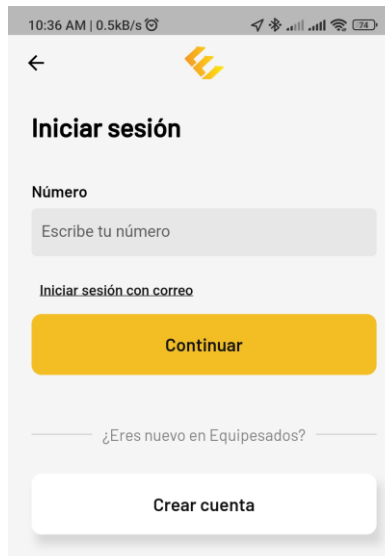 10:36 AM | 0.5kB/s
74
Iniciar sesión
Número
Escribe tu número
Iniciar sesión con correo
Continuar
¿Eres nuevo en Equipesados?
Crear cuenta